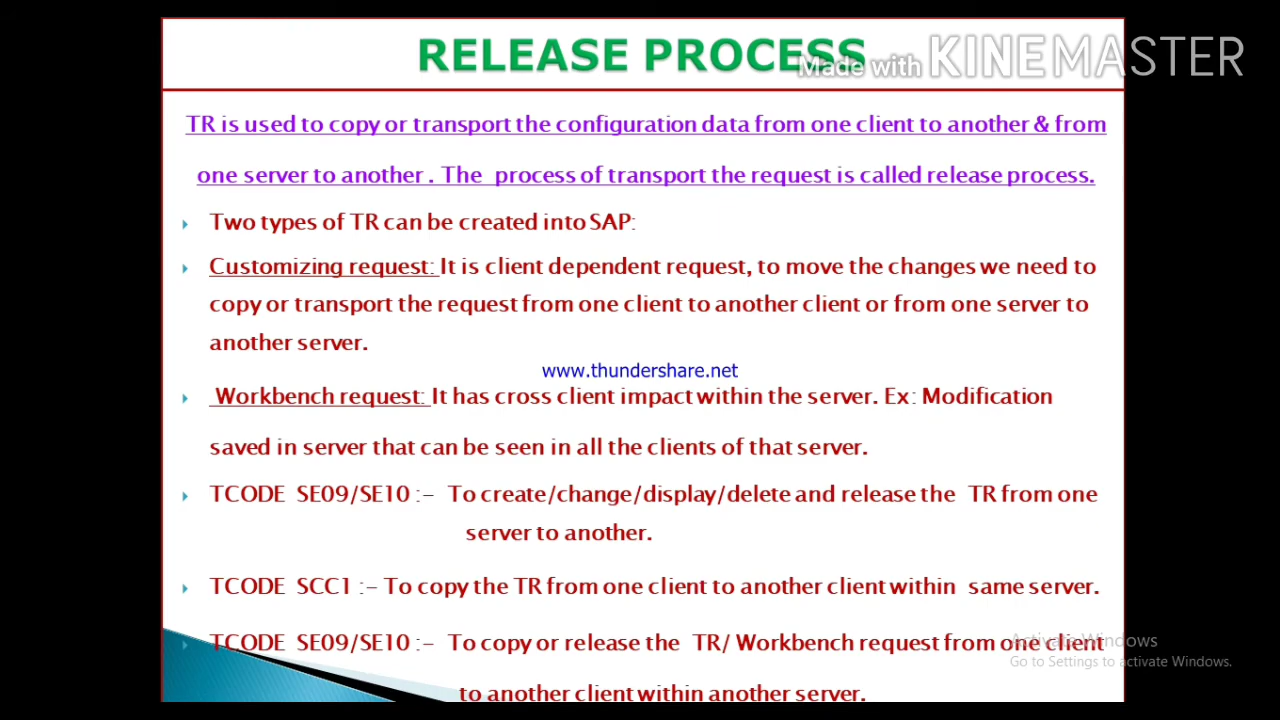 RELEASE PROCESS
Made with KINEMASTER
TR is used to copy or transport the configuration data from one client to another & from
one server to another . The process of transport the request is called release process.
Two types of TR can be created into SAP:
Customizing request: It is client dependent request, to move the changes we need to
copy or transport the request from one client to another client or from one server to
another server.
www.thundershare.net
Workbench request: It has cross client impact within the server. Ex: Modification
saved in server that can be seen in all the clients of that server.
TCODE SE09/SE10 :- To create/change/display/delete and release the TR from one
server to another.
TCODE SCC1 :- To copy the TR from one client to another client within same server.
TCODE SE09/SE10 :- To copy or release the TR/ Workbench request from one client
Activate Windows
Go to Settings to activate Windows.
to another client within another server.